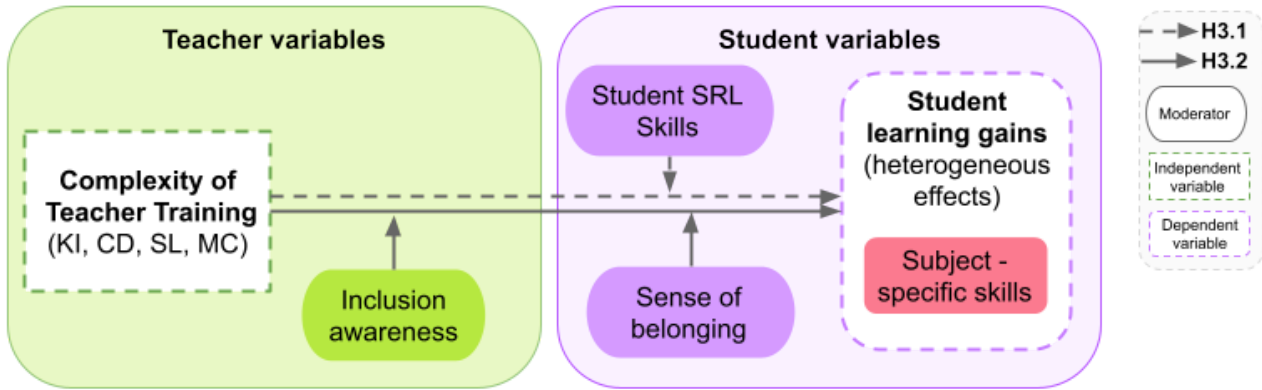 Teacher variables
Complexity of
Teacher Training
(KI, CD, SL, MC)
Inclusion
awareness
Student variables
Student SRL
Skills
Sense of
belonging
Student
learning gains
(heterogeneous
effects)
Subject -
specific skills
H3.1
H3.2
Moderator
Independent
variable
Dependent
variable